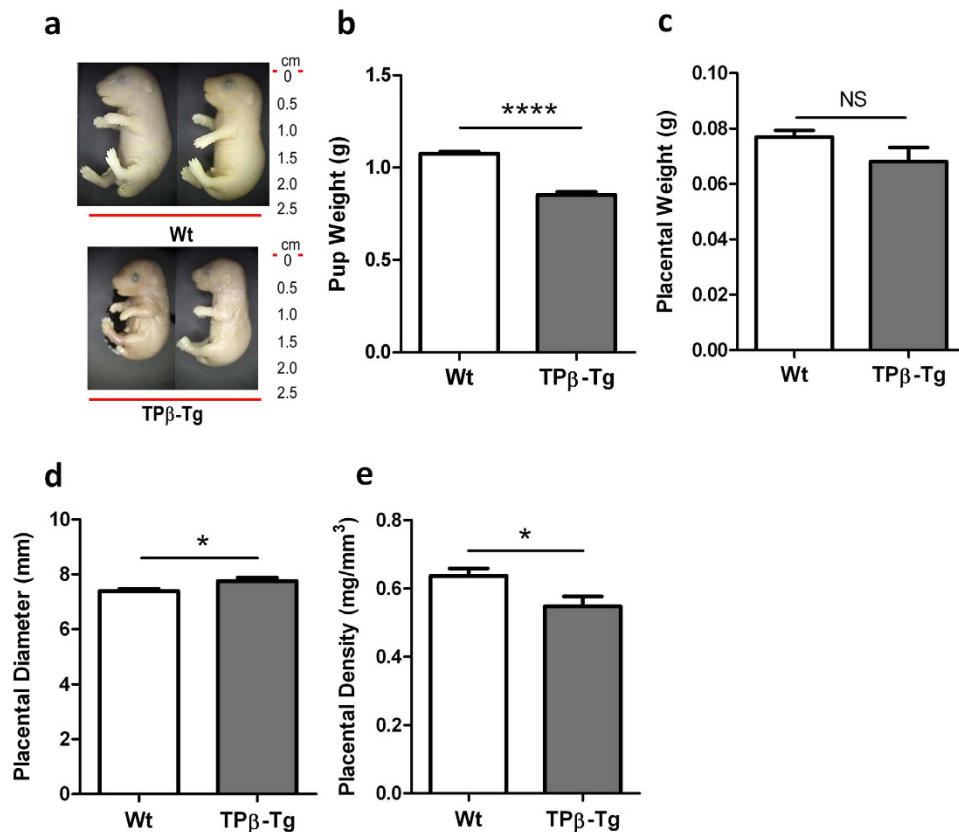 a
cm
0
0.5
1.0
1.5
2.0
2.5
Wt
cm
0
0.5
1.0
1.5
2.0
2.5
TPβ-Tg
b
Pup Weight (g)
1.5
1.0
0.5
0.0
****
Wt
TPβ-Tg
c
Placental Weight (g)
0.10
0.08
0.06
0.04
0.02
0.00
NS
Wt
TPβ-Tg
d
Placental Diameter (mm)
10
8
6
4
2
0
*
Wt
TPβ-Tg
e
Placental Density (mg/mm³)
0.8
0.6
0.4
0.2
0.0
*
Wt
TPβ-Tg